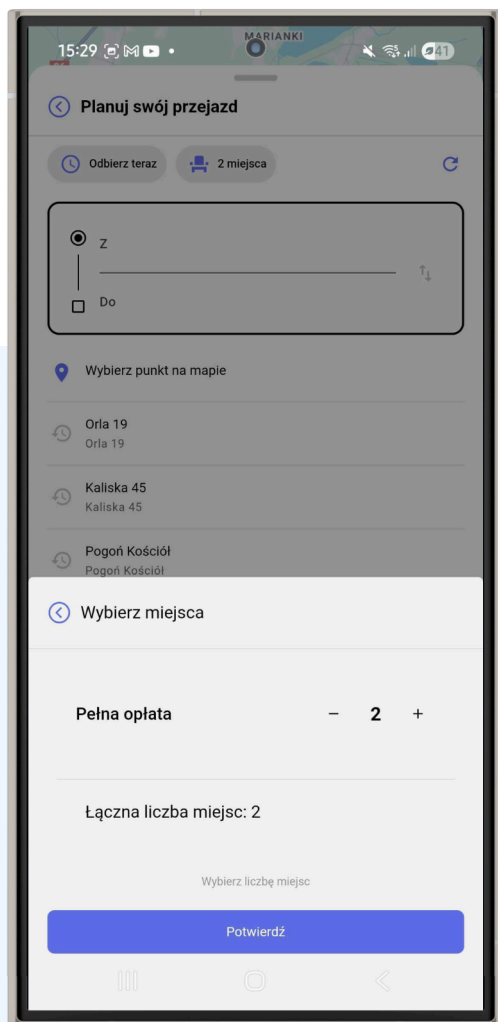 MARIANKI
15:29
41
Planuj swój przejazd
Odbierz teraz
2 miejsca
Z
Do
Wybierz punkt na mapie
Orla 19
Orla 19
Kaliska 45
Kaliska 45
Pogoń Kościół
Pogoń Kościół
Wybierz miejsca
Pełna opłata
− 2 +
Łączna liczba miejsc: 2
Wybierz liczbę miejsc
Potwierdź